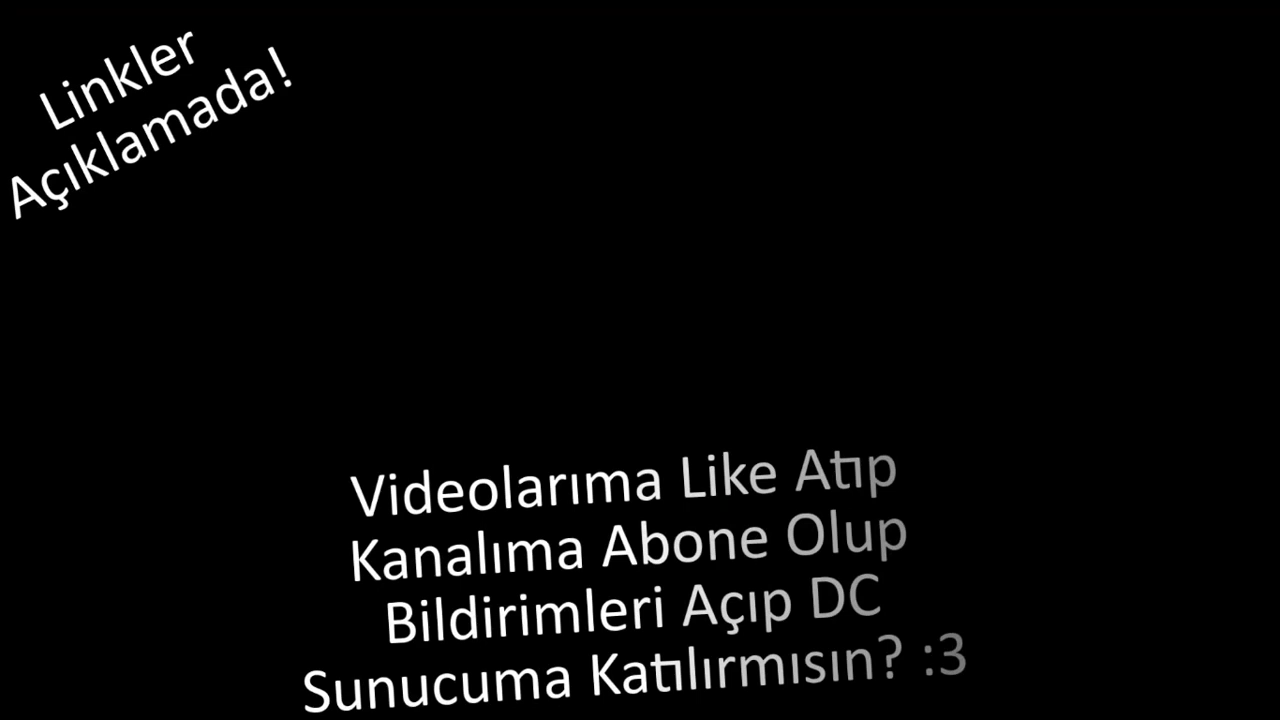 Linkler
Açıklamada!
Videolarıma Like Atıp
Kanalıma Abone Olup
Bildirimleri Açıp DC
Sunucuma Katılırmısın? :3